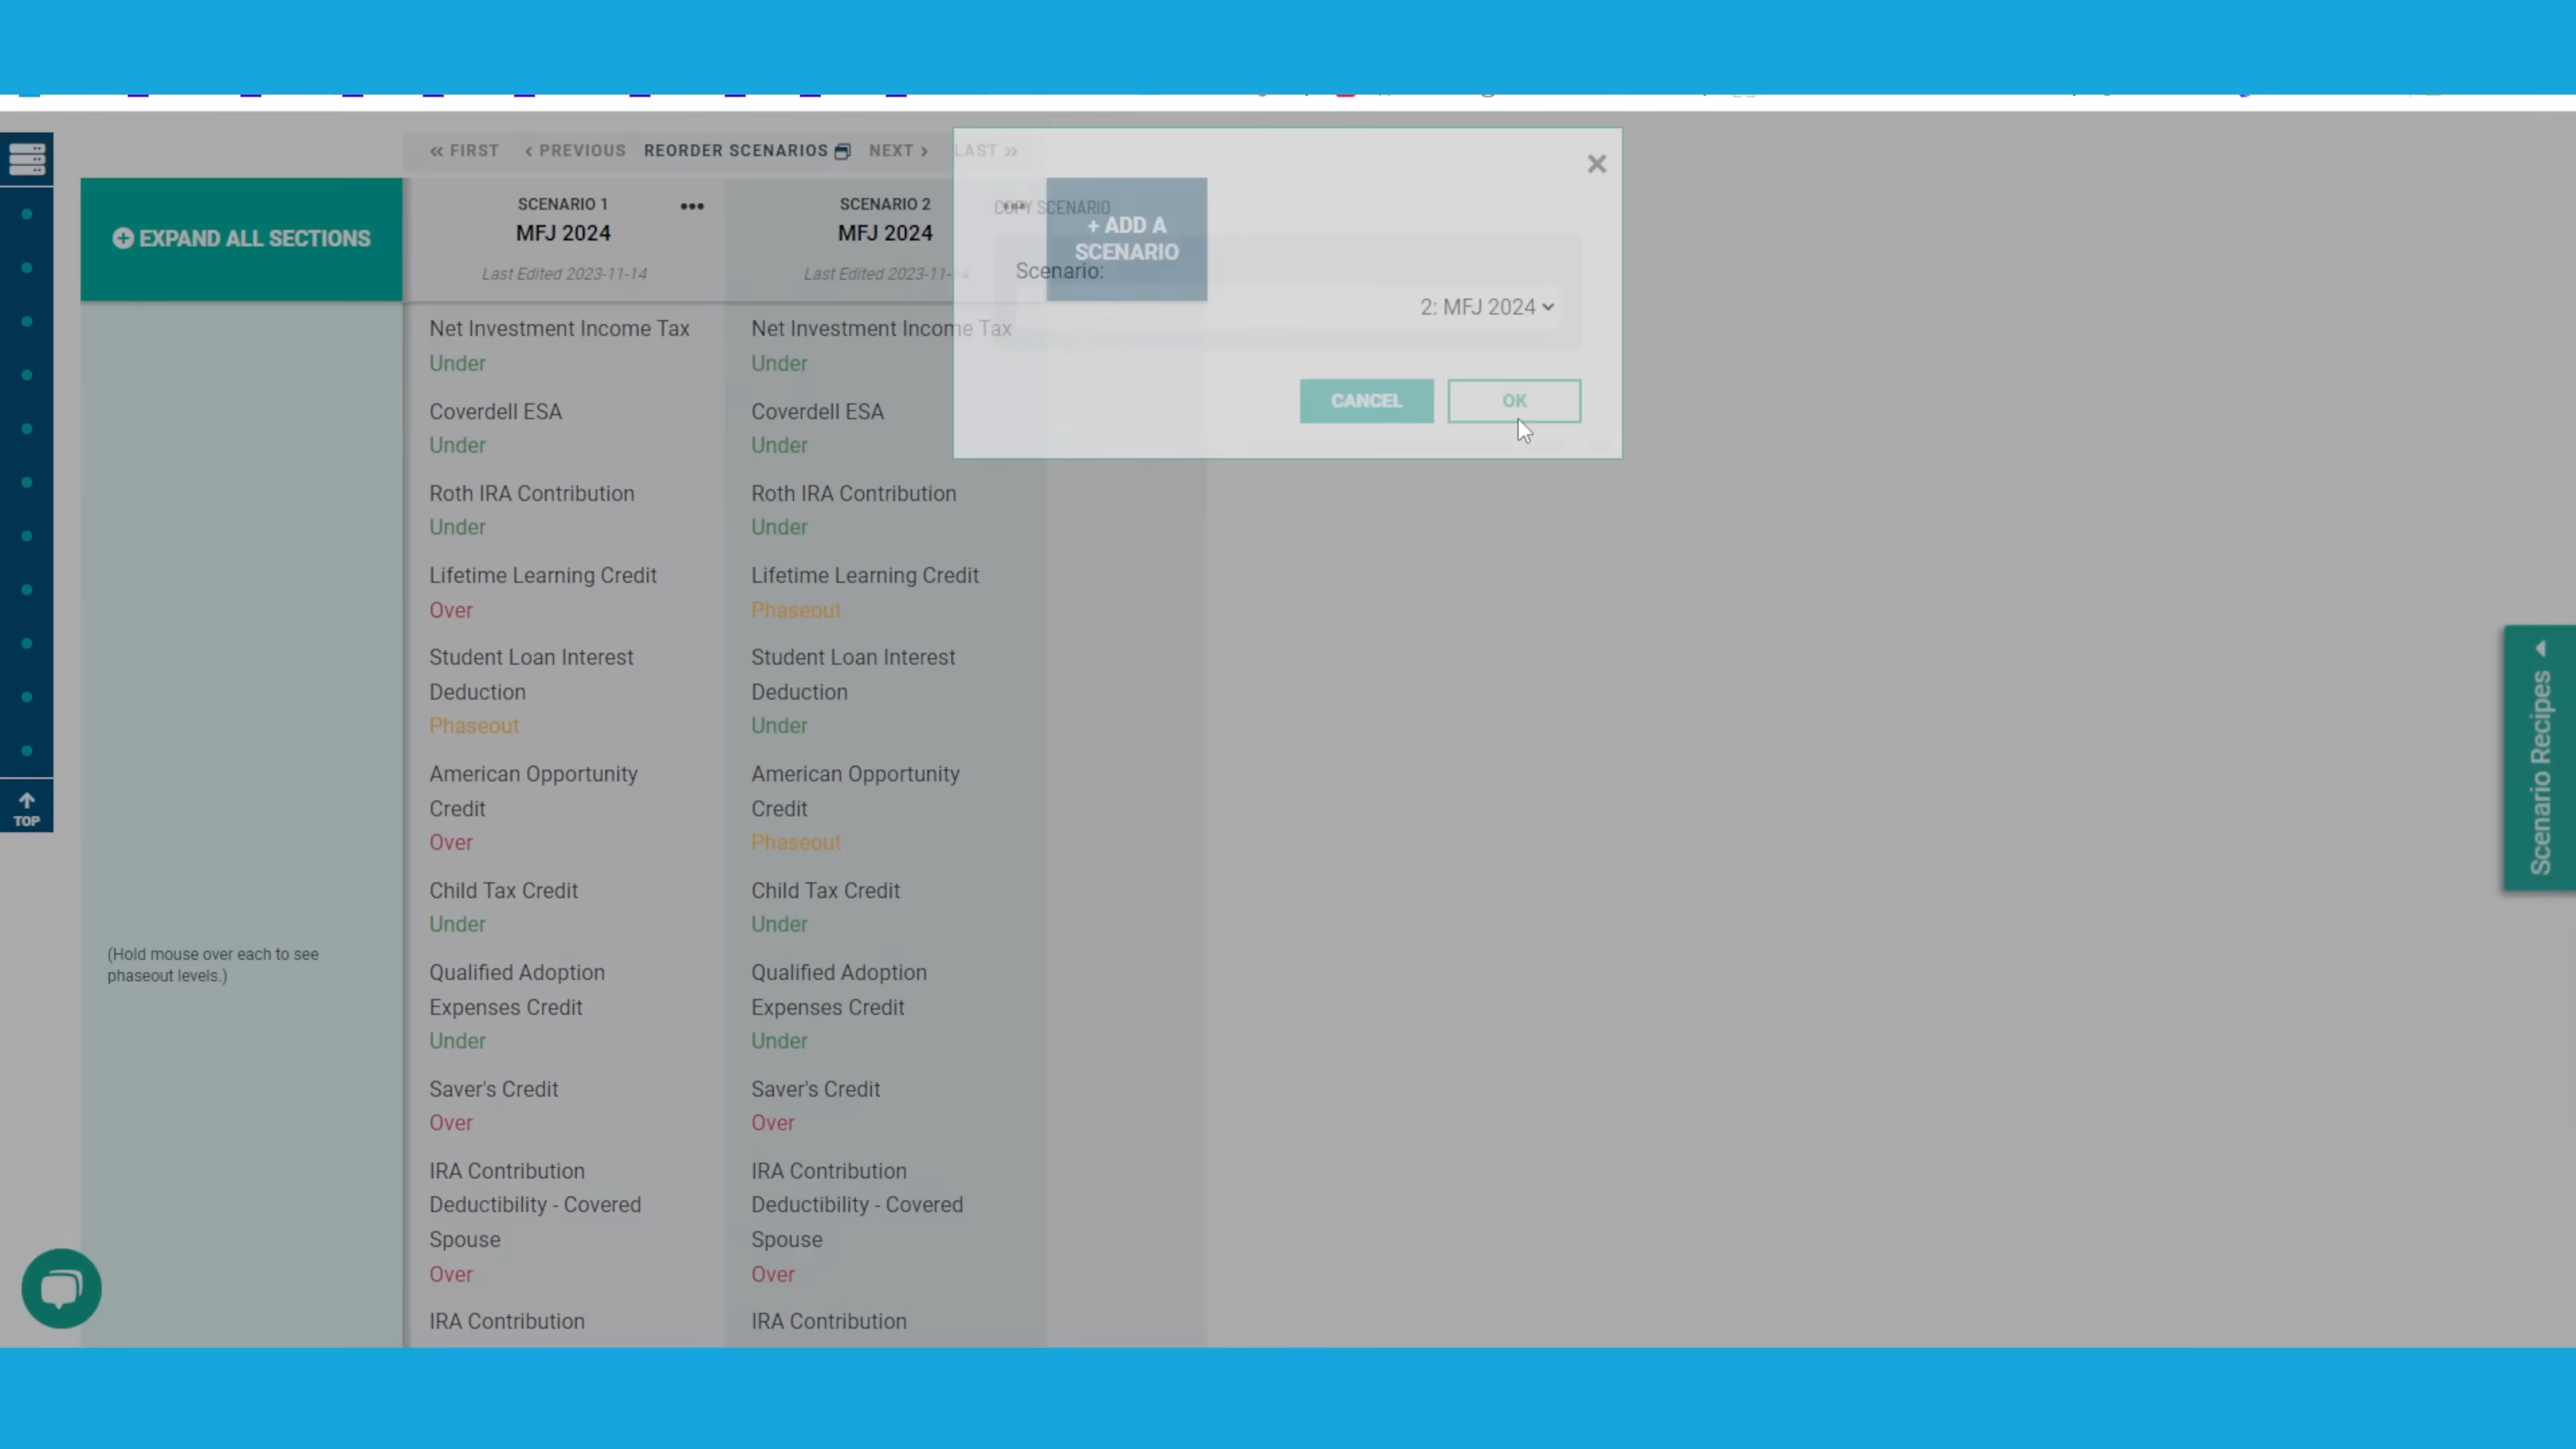 « FIRST ‹ PREVIOUS REORDER SCENARIOS NEXT › LAST »
EXPAND ALL SECTIONS
SCENARIO 1 •••
MFJ 2024
Last Edited 2023-11-14
SCENARIO 2
MFJ 2024
Last Edited 2023-11-14
+ ADD A
SCENARIO
COPY SCENARIO
Scenario:
2: MFJ 2024
CANCEL
OK
Net Investment Income Tax
Under
Coverdell ESA
Under
Roth IRA Contribution
Under
Lifetime Learning Credit
Over
Student Loan Interest
Deduction
Phaseout
American Opportunity
Credit
Over
Child Tax Credit
Under
Qualified Adoption
Expenses Credit
Under
Saver's Credit
Over
IRA Contribution
Deductibility - Covered
Spouse
Over
IRA Contribution
Net Investment Income Tax
Under
Coverdell ESA
Under
Roth IRA Contribution
Under
Lifetime Learning Credit
Phaseout
Student Loan Interest
Deduction
Under
American Opportunity
Credit
Phaseout
Child Tax Credit
Under
Qualified Adoption
Expenses Credit
Under
Saver's Credit
Over
IRA Contribution
Deductibility - Covered
Spouse
Over
IRA Contribution
(Hold mouse over each to see
phaseout levels.)
TOP
Scenario Recipes